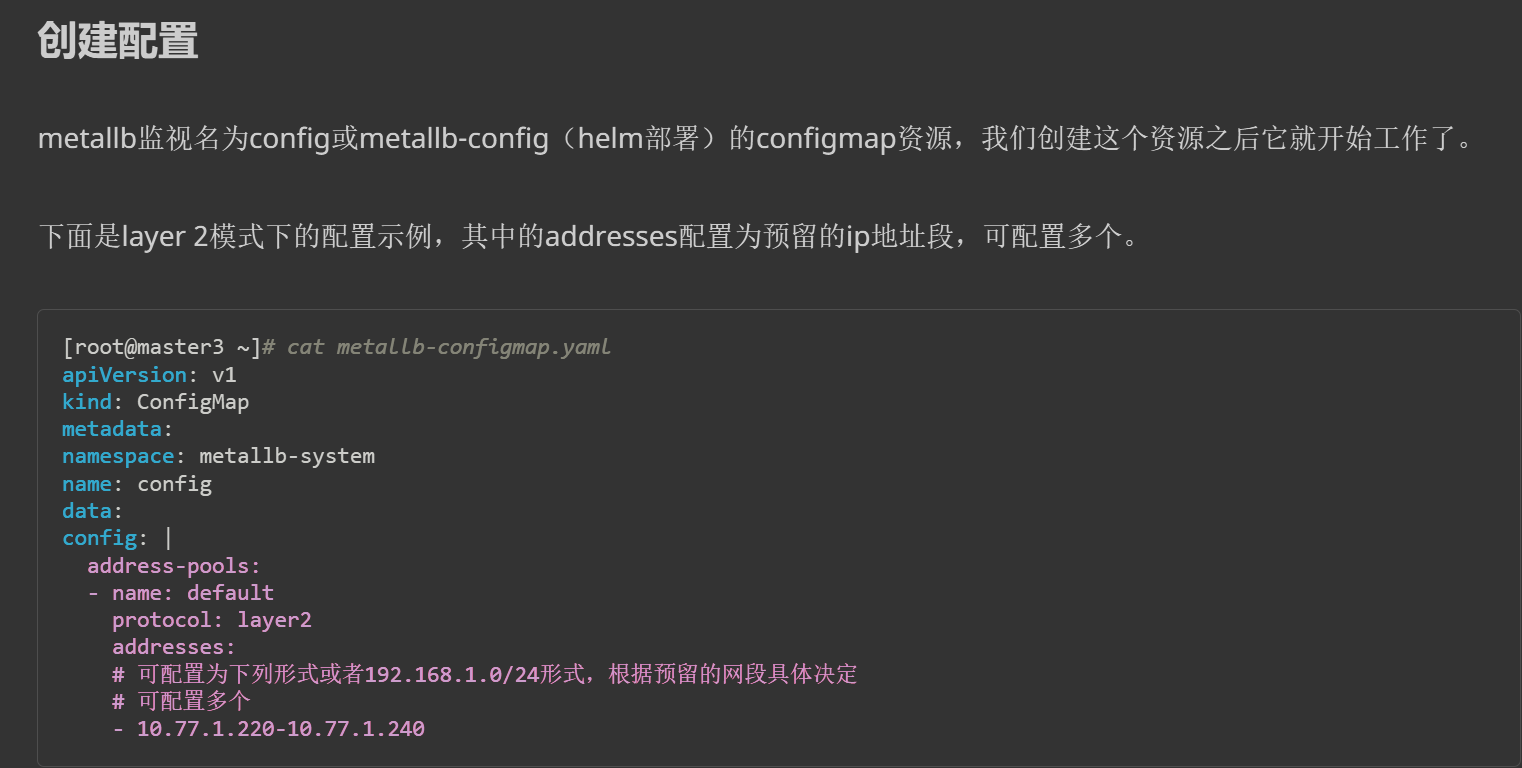 创建配置
metallb监视名为config或metallb-config（helm部署）的configmap资源，我们创建这个资源之后它就开始工作了。
下面是layer 2模式下的配置示例，其中的addresses配置为预留的ip地址段，可配置多个。
[root@master3 ~]# cat metallb-configmap.yaml
apiVersion: v1
kind: ConfigMap
metadata:
namespace: metallb-system
name: config
data:
config: |
  address-pools:
  - name: default
    protocol: layer2
    addresses:
    # 可配置为下列形式或者192.168.1.0/24形式，根据预留的网段具体决定
    # 可配置多个
    - 10.77.1.220-10.77.1.240